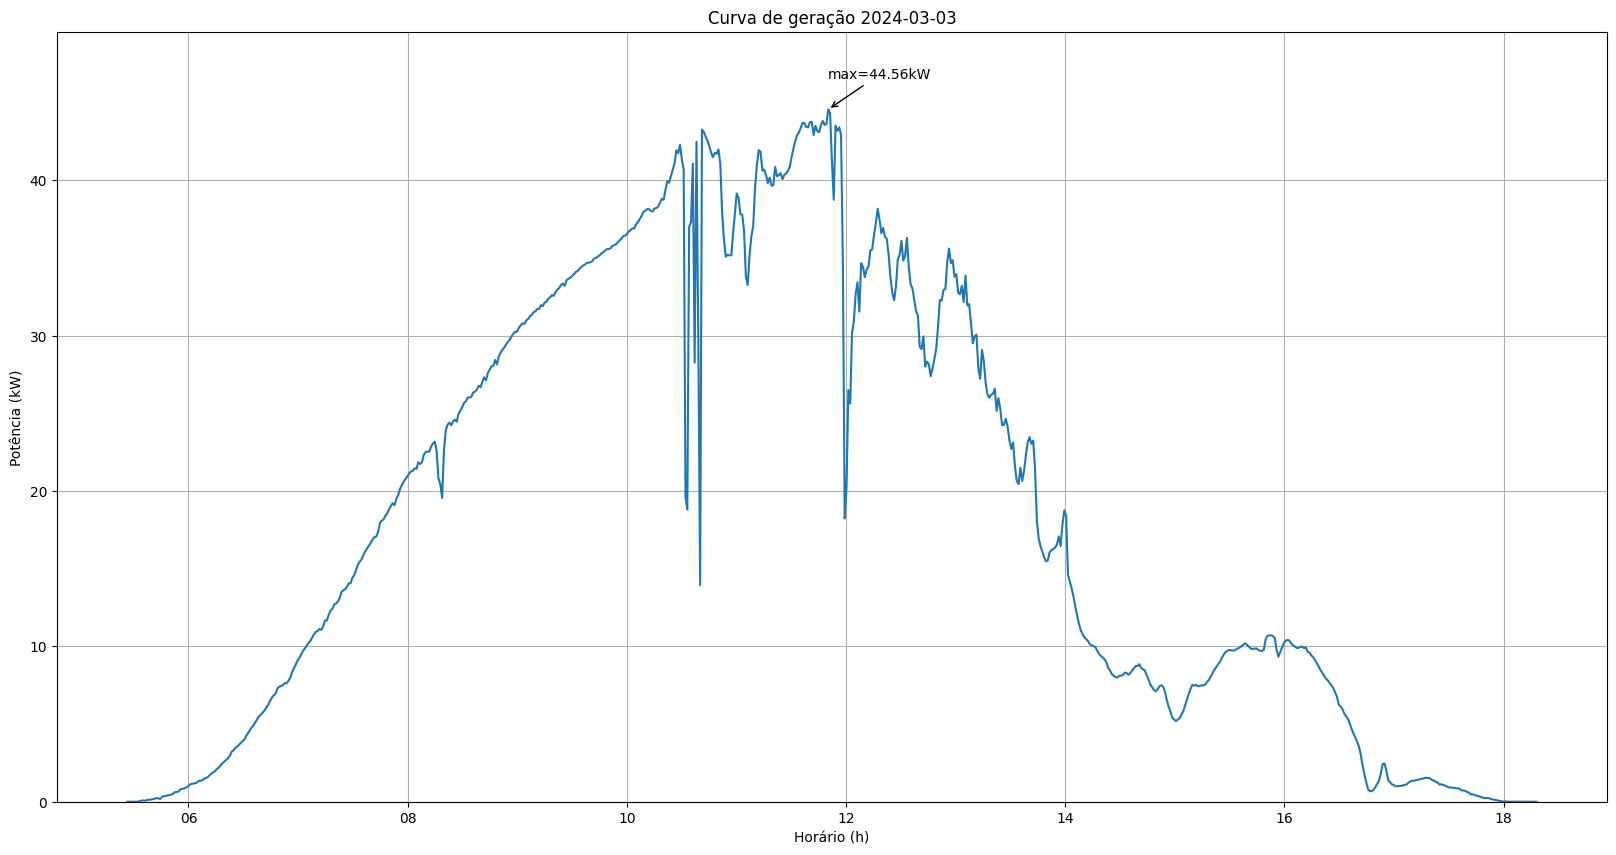 Curva de geração 2024-03-03
max=44.56kW
Potência (kW)
40
30
20
10
0
06 08 10 12 14 16 18
Horário (h)